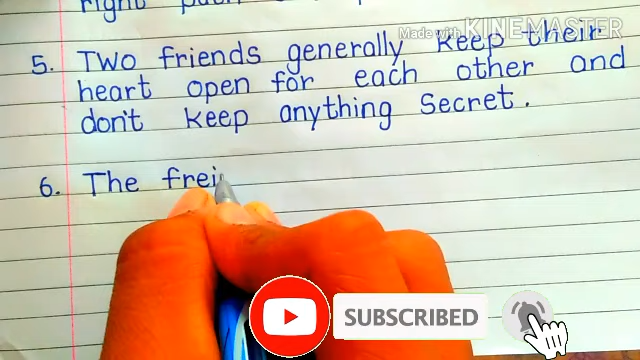 right
Made with KINEMASTER
5. Two friends generally keep their
heart open for each other and
don't keep anything Secret.
6. The frei
SUBSCRIBED